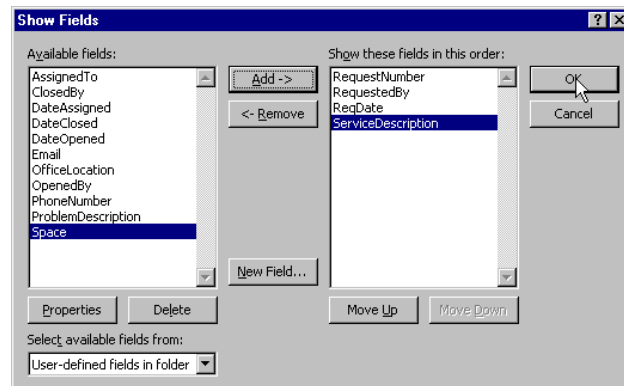 Show Fields
Available fields:
AssignedTo
ClosedBy
DateAssigned
DateClosed
DateOpened
Email
OfficeLocation
OpenedBy
PhoneNumber
ProblemDescription
Space
Add ->
<- Remove
New Field...
Show these fields in this order:
RequestNumber
RequestedBy
ReqDate
ServiceDescription
OK
Cancel
Properties
Delete
Move Up
Move Down
Select available fields from:
User-defined fields in folder